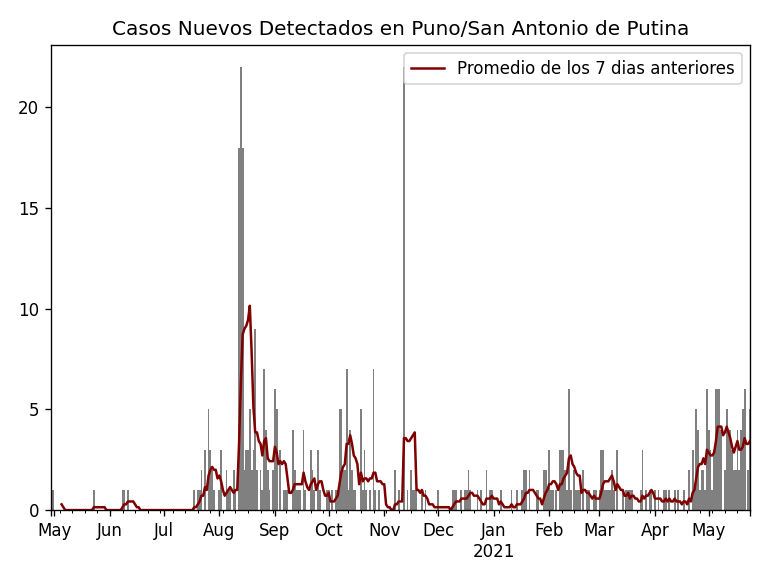 Casos Nuevos Detectados en Puno/San Antonio de Putina
Promedio de los 7 dias anteriores
20
15
10
5
0
May Jun Jul Aug Sep Oct Nov Dec Jan Feb Mar Apr May
2021